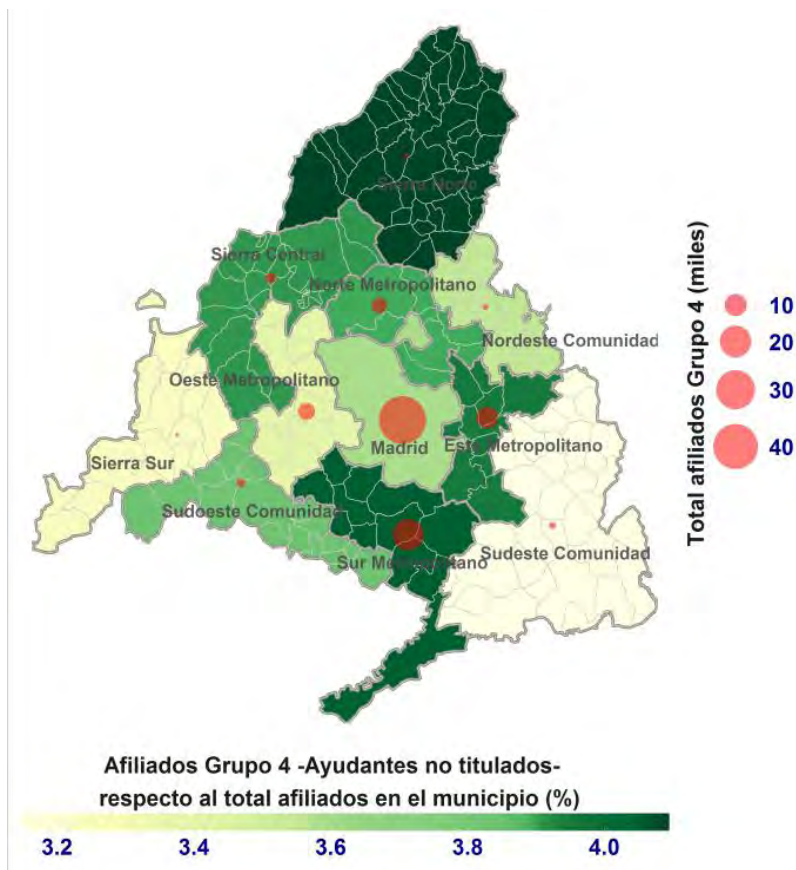 Sierra Norte
Sierra Central
Norte Metropolitano
Nordeste Comunidad
Oeste Metropolitano
Madrid
Este Metropolitano
Sierra Sur
Sudoeste Comunidad
Sur Metropolitano
Sudeste Comunidad
Total afiliados Grupo 4 (miles)
10
20
30
40
Afiliados Grupo 4 -Ayudantes no titulados-
respecto al total afiliados en el municipio (%)
3.2 3.4 3.6 3.8 4.0